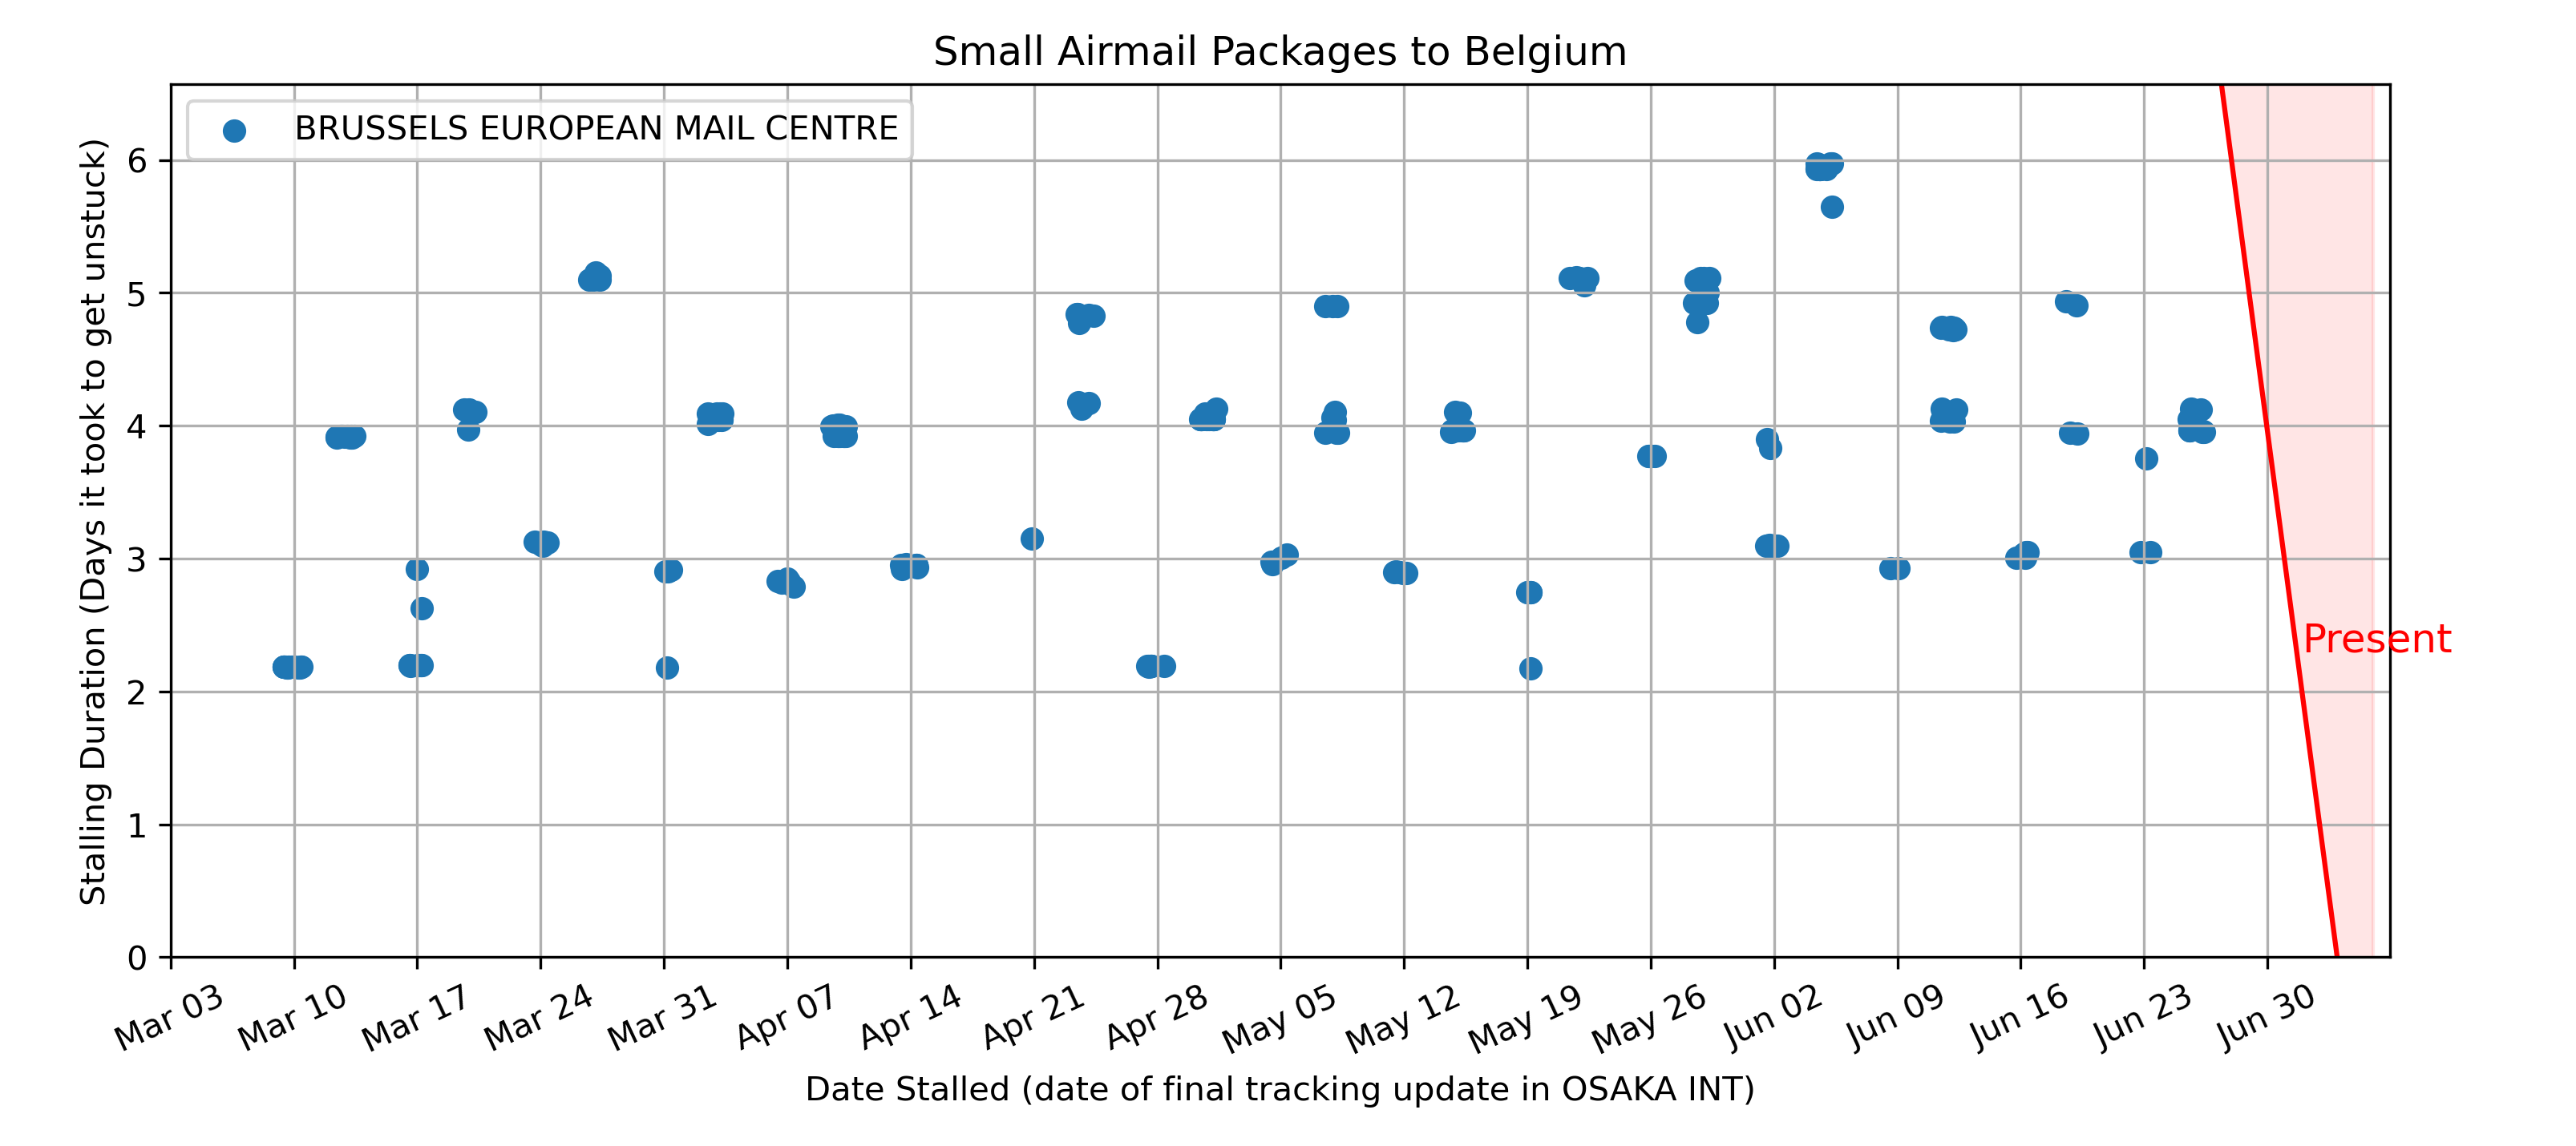 Small Airmail Packages to Belgium
BRUSSELS EUROPEAN MAIL CENTRE
Stalling Duration (Days it took to get unstuck)
6
5
4
3
2
1
0
Present
Mar 03
Mar 10
Mar 17
Mar 24
Mar 31
Apr 07
Apr 14
Apr 21
Apr 28
May 05
May 12
May 19
May 26
Jun 02
Jun 09
Jun 16
Jun 23
Jun 30
Date Stalled (date of final tracking update in OSAKA INT)